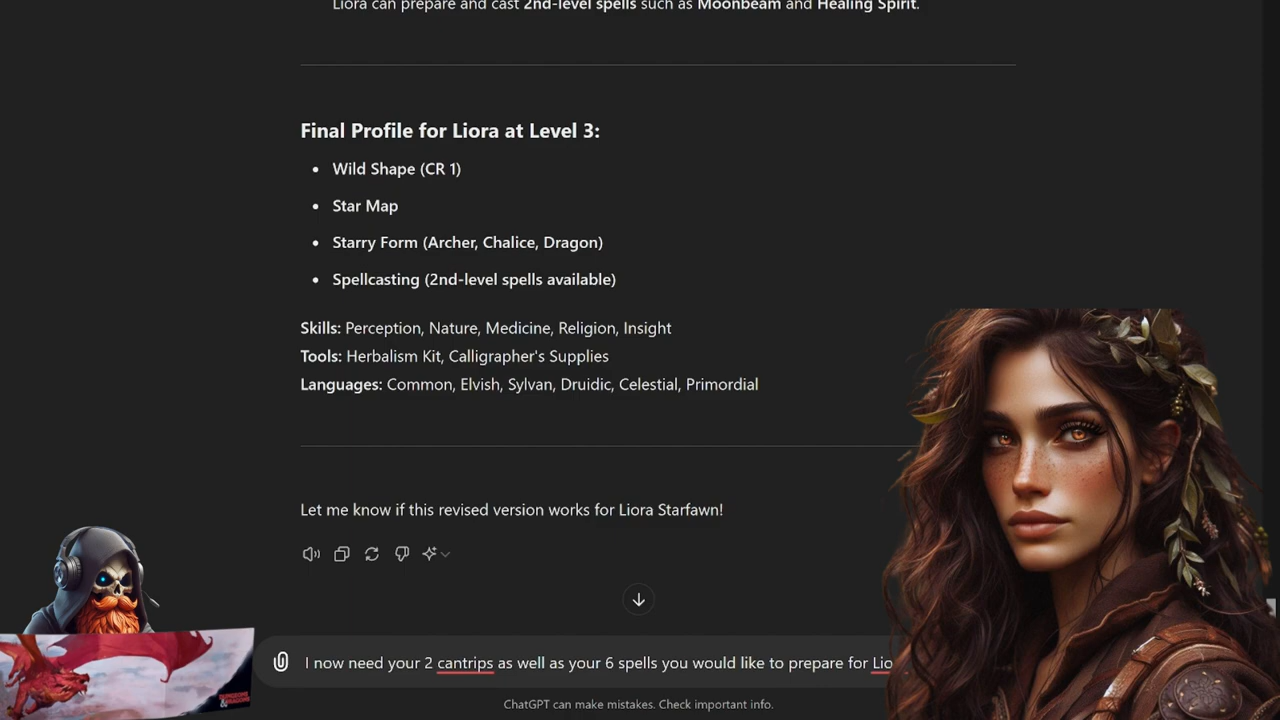 Liora can prepare and cast 2nd-level spells such as Moonbeam and Healing Spirit.
Final Profile for Liora at Level 3:
• Wild Shape (CR 1)
• Star Map
• Starry Form (Archer, Chalice, Dragon)
• Spellcasting (2nd-level spells available)
Skills: Perception, Nature, Medicine, Religion, Insight
Tools: Herbalism Kit, Calligrapher's Supplies
Languages: Common, Elvish, Sylvan, Druidic, Celestial, Primordial
Let me know if this revised version works for Liora Starfawn!
I now need your 2 cantrips as well as your 6 spells you would like to prepare for Lio
DUNGEONS
& DRAGONS
ChatGPT can make mistakes. Check important info.